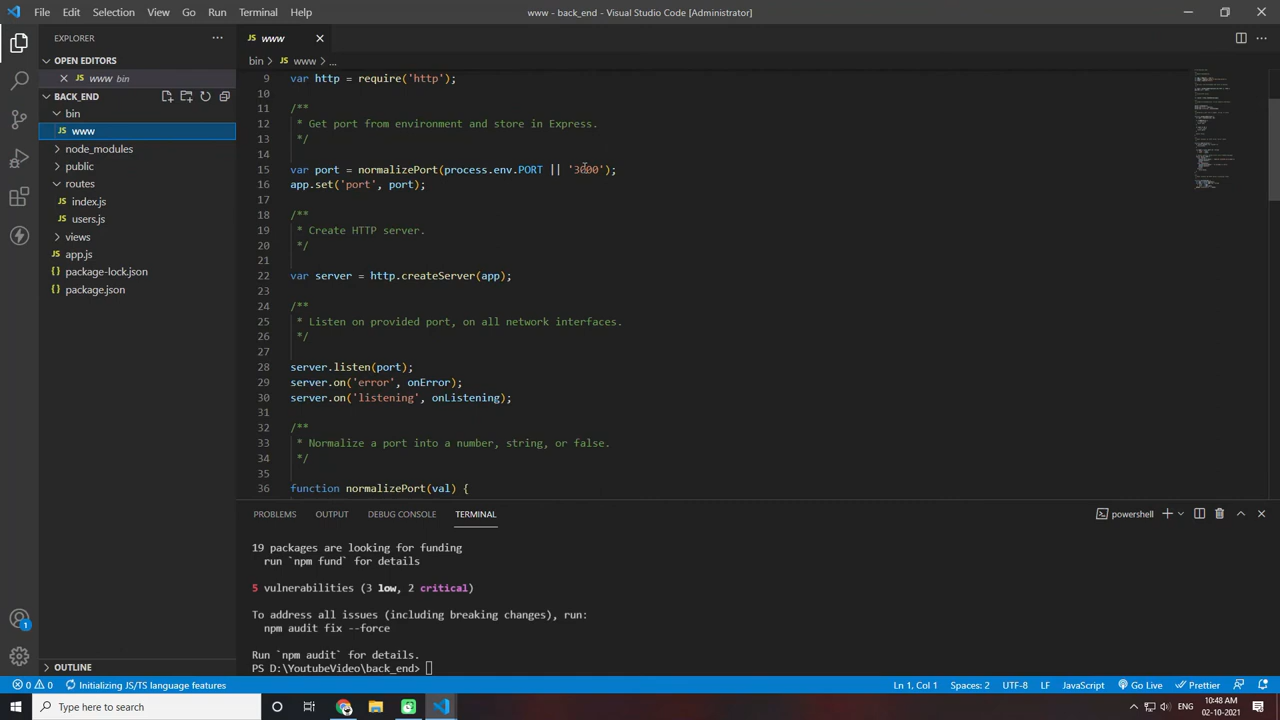 File Edit Selection View Go Run Terminal Help
www - back_end - Visual Studio Code [Administrator]
EXPLORER
OPEN EDITORS
JS www bin
BACK_END
bin
JS www
node_modules
public
routes
JS index.js
JS users.js
views
JS app.js
{} package-lock.json
{} package.json
OUTLINE
JS www
bin > JS www > ...
9 var http = require('http');
10
11 /**
12 * Get port from environment and store in Express.
13 */
14
15 var port = normalizePort(process.env.PORT || '3000');
16 app.set('port', port);
17
18 /**
19 * Create HTTP server.
20 */
21
22 var server = http.createServer(app);
23
24 /**
25 * Listen on provided port, on all network interfaces.
26 */
27
28 server.listen(port);
29 server.on('error', onError);
30 server.on('listening', onListening);
31
32 /**
33 * Normalize a port into a number, string, or false.
34 */
35
36 function normalizePort(val) {
PROBLEMS OUTPUT DEBUG CONSOLE TERMINAL
powershell
19 packages are looking for funding
run `npm fund` for details
5 vulnerabilities (3 low, 2 critical)
To address all issues (including breaking changes), run:
npm audit fix --force
Run `npm audit` for details.
PS D:\YoutubeVideo\back_end>
1
0 0 Initializing JS/TS language features
Ln 1, Col 1 Spaces: 2 UTF-8 LF JavaScript Go Live Prettier
Type here to search
ENG 10:48 AM
02-10-2021